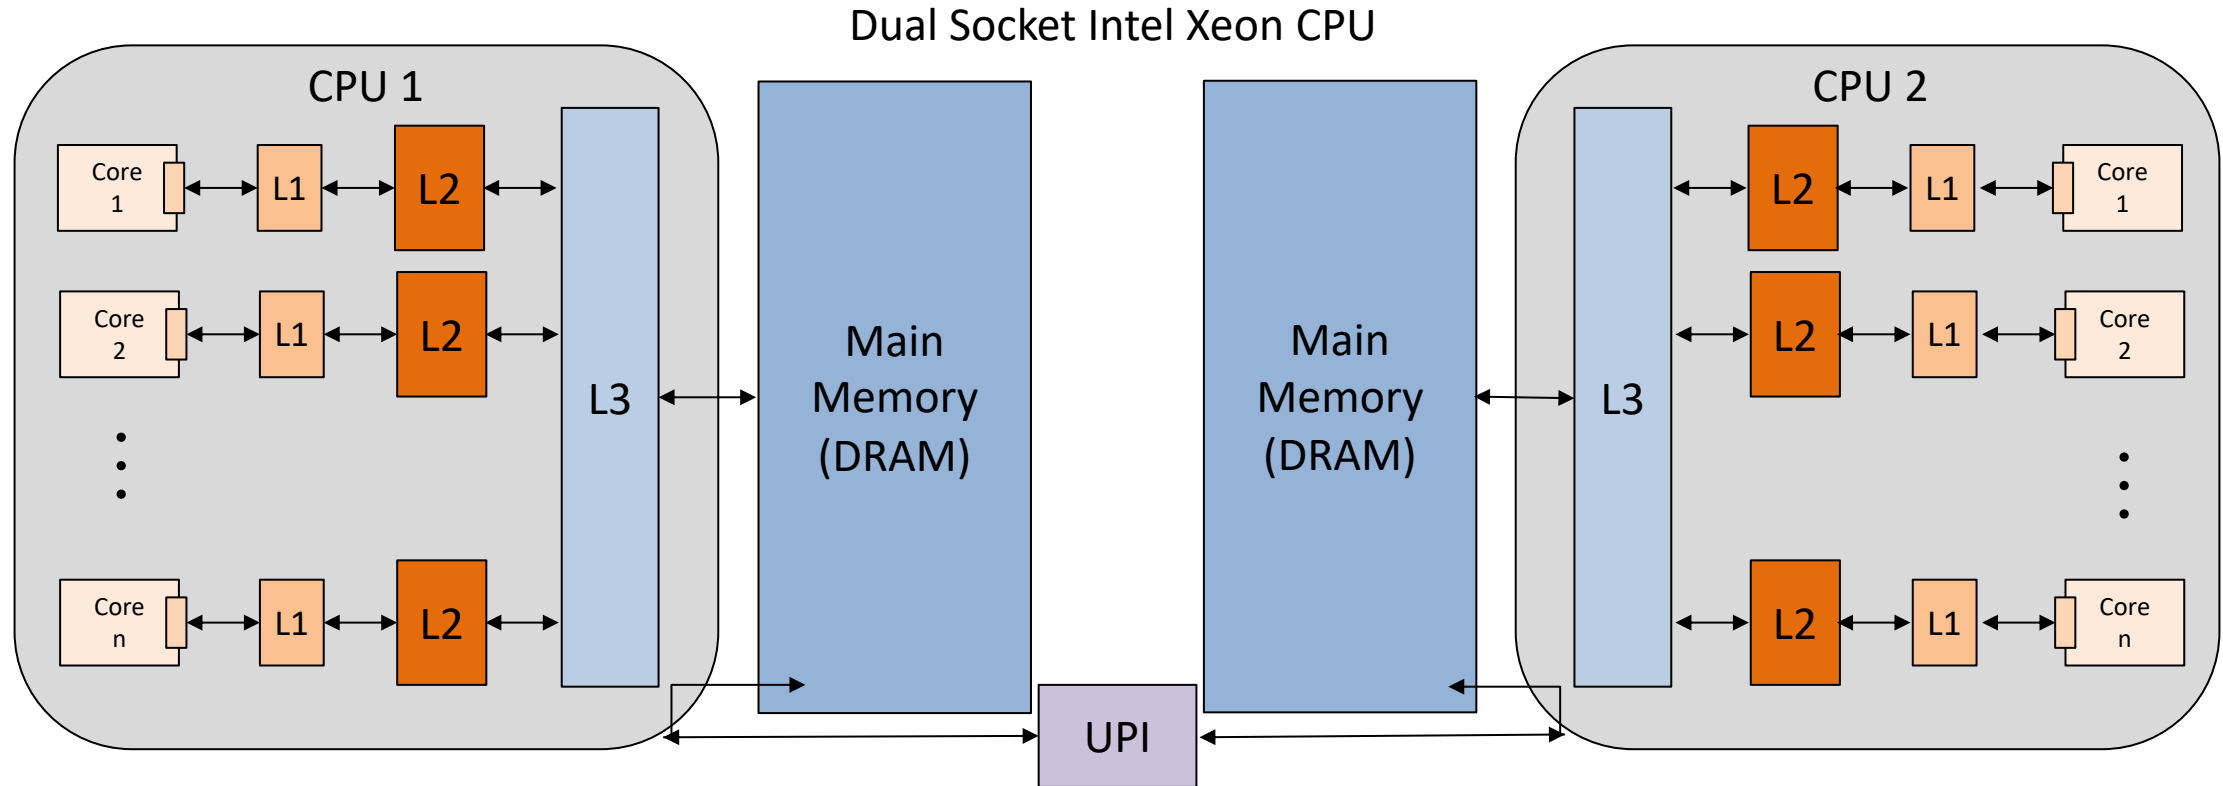 Dual Socket Intel Xeon CPU
CPU 1
Core
1
L1
L2
Core
2
L1
L2
Core
n
L1
L2
L3
Main
Memory
(DRAM)
Main
Memory
(DRAM)
UPI
CPU 2
L3
L2
L1
Core
1
L2
L1
Core
2
L2
L1
Core
n